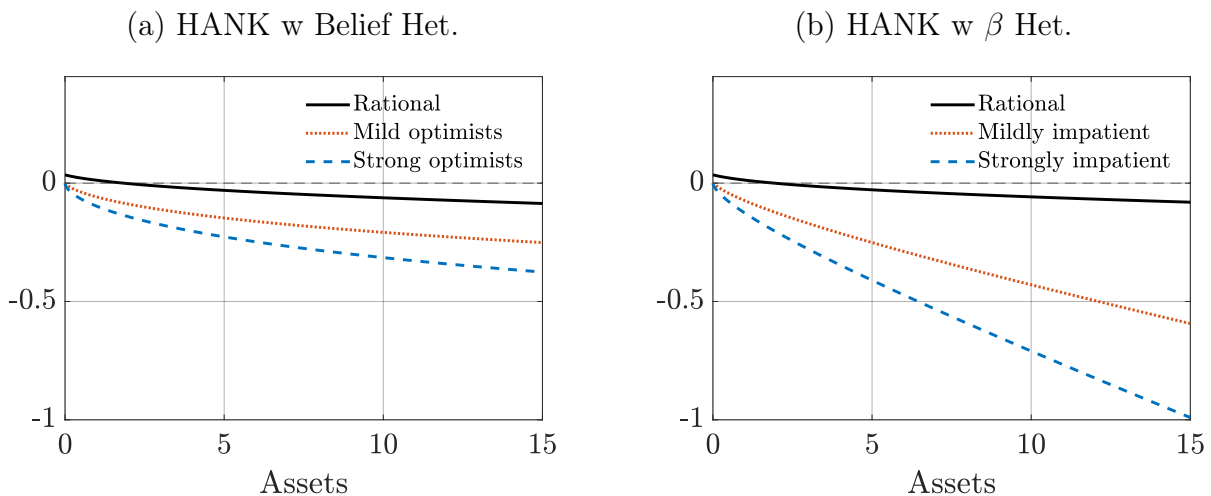 (a) HANK w Belief Het.
Rational
Mild optimists
Strong optimists
0
-0.5
-1
0 5 10 15
Assets
(b) HANK w β Het.
Rational
Mildly impatient
Strongly impatient
0
-0.5
-1
0 5 10 15
Assets